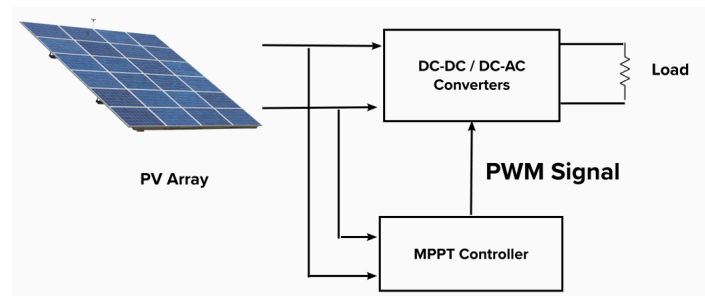 DC-DC / DC-AC
Converters
Load
PV Array
PWM Signal
MPPT Controller